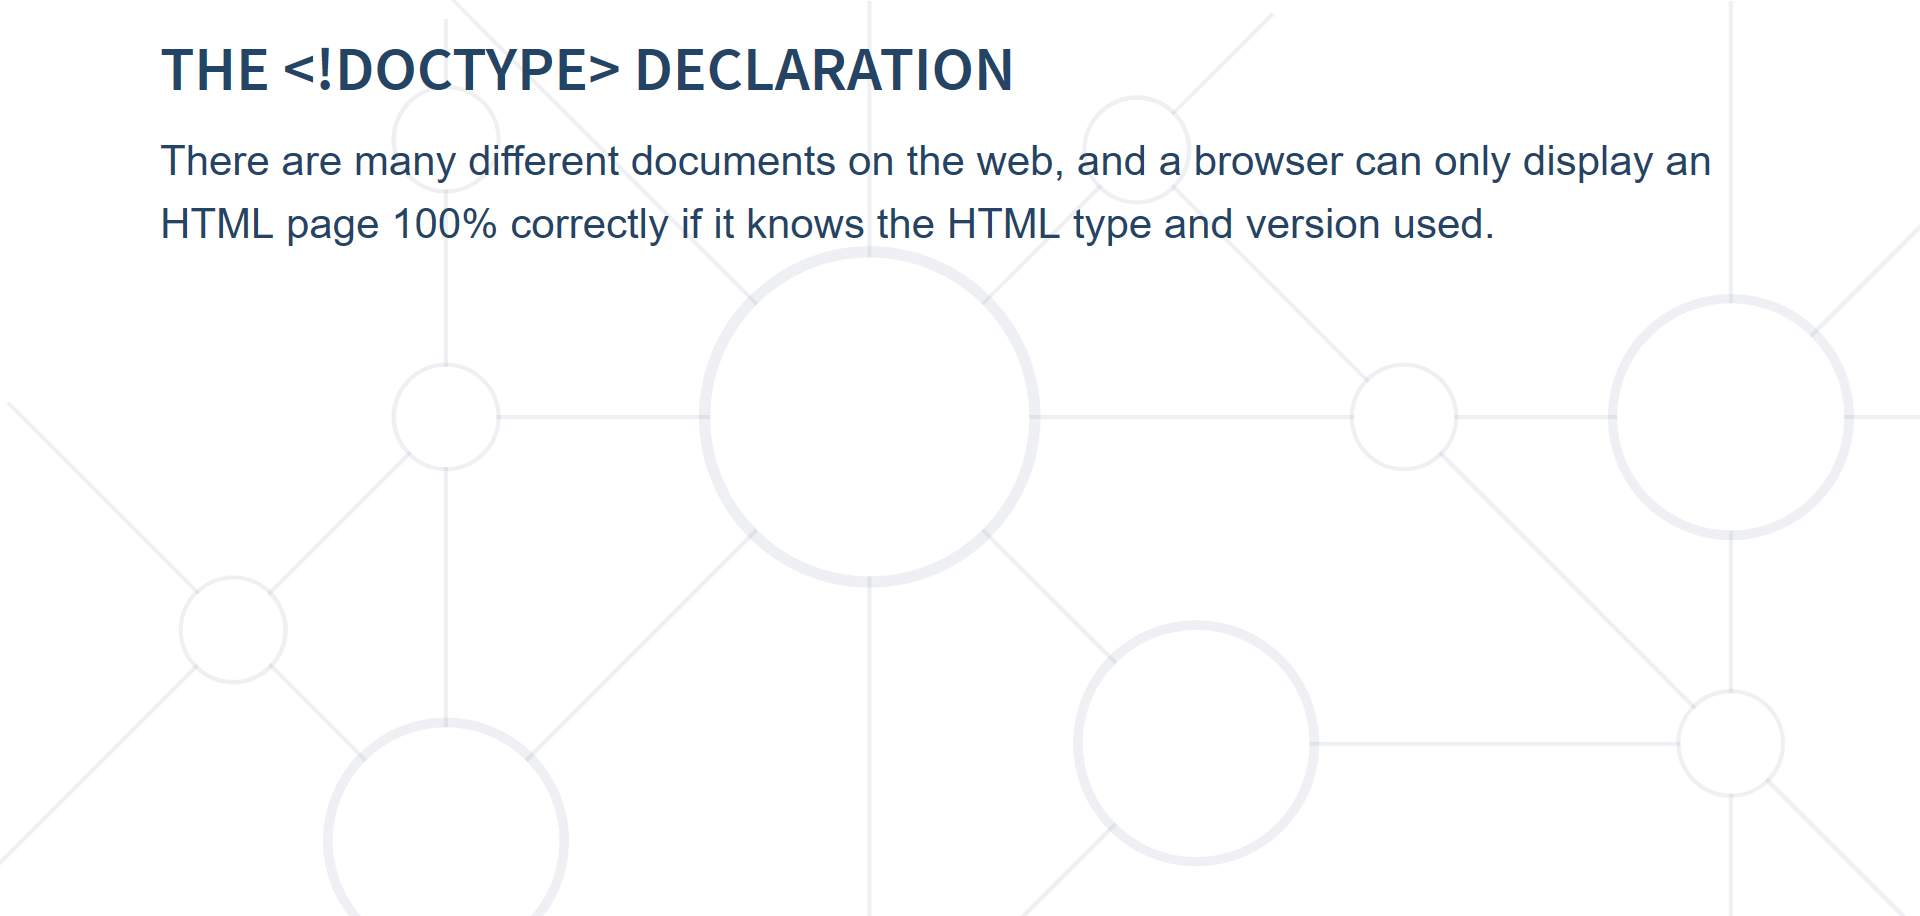 THE <!DOCTYPE> DECLARATION
There are many different documents on the web, and a browser can only display an
HTML page 100% correctly if it knows the HTML type and version used.